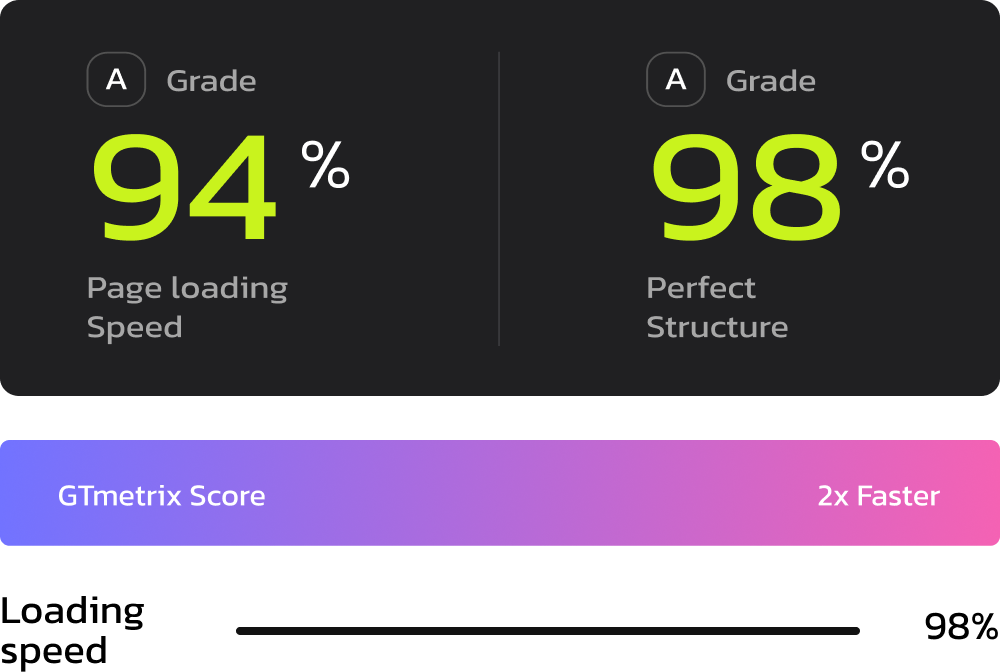 A Grade
94 %
Page loading
Speed
A Grade
98 %
Perfect
Structure
GTmetrix Score
2x Faster
Loading
speed
98%